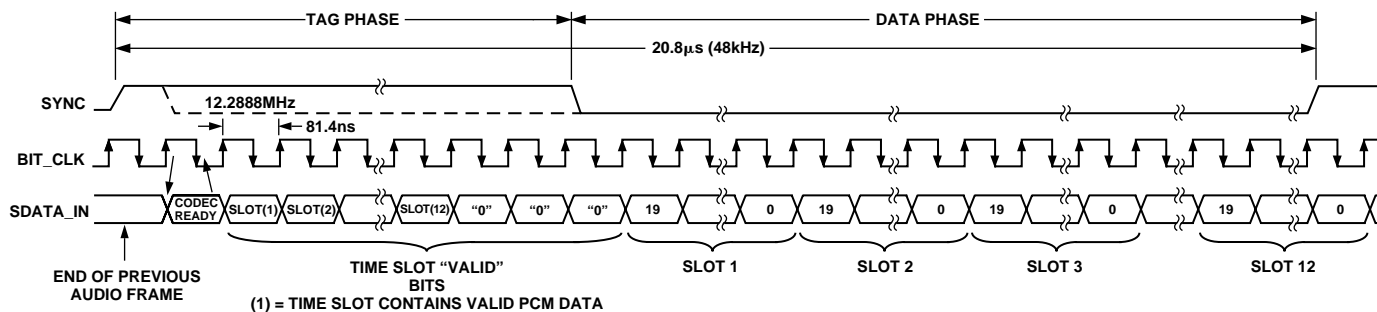 TAG PHASE
DATA PHASE
20.8μs (48kHz)
SYNC
12.2888MHz
81.4ns
BIT_CLK
SDATA_IN
CODEC
READY
SLOT(1)
SLOT(2)
SLOT(12)
“0”
“0”
“0”
19
0
19
0
19
0
19
0
END OF PREVIOUS
AUDIO FRAME
TIME SLOT “VALID”
BITS
(1) = TIME SLOT CONTAINS VALID PCM DATA
SLOT 1
SLOT 2
SLOT 3
SLOT 12